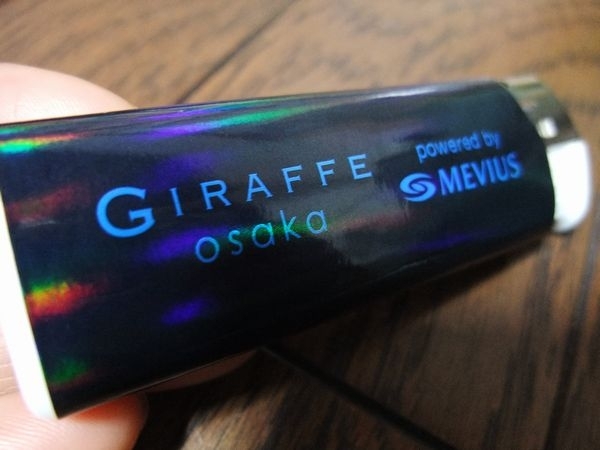 GIRAFFE
osaka
powered by
MEVIUS